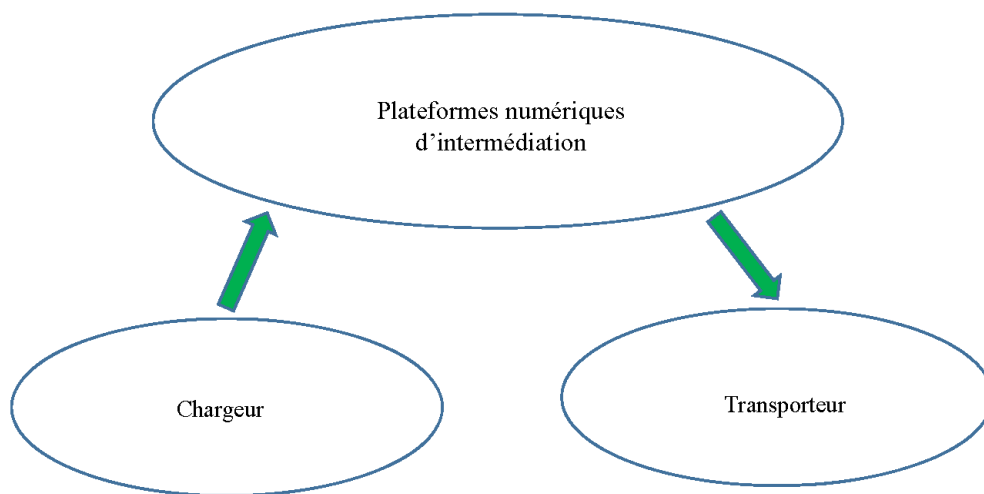 Plateformes numériques
d’intermédiation
Chargeur
Transporteur